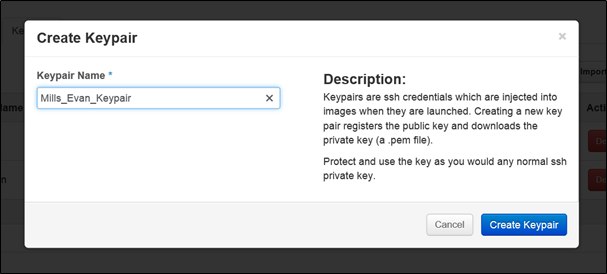 Create Keypair
×
Keypair Name *
Mills_Evan_Keypair
×
Description:
Keypairs are ssh credentials which are injected into
images when they are launched. Creating a new key
pair registers the public key and downloads the
private key (a .pem file).
Protect and use the key as you would any normal ssh
private key.
Cancel
Create Keypair
Import